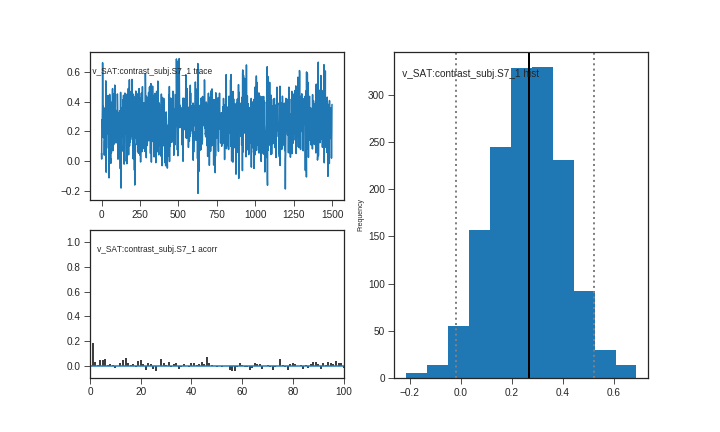 v_SAT:contrast_subj.S7_1 trace
0.6
0.4
0.2
0.0
−0.2
0 250 500 750 1000 1250 1500
v_SAT:contrast_subj.S7_1 acorr
1.0
0.8
0.6
0.4
0.2
0.0
0 20 40 60 80 100
v_SAT:contrast_subj.S7_1 hist
Frequency
300
250
200
150
100
50
0
−0.2 0.0 0.2 0.4 0.6